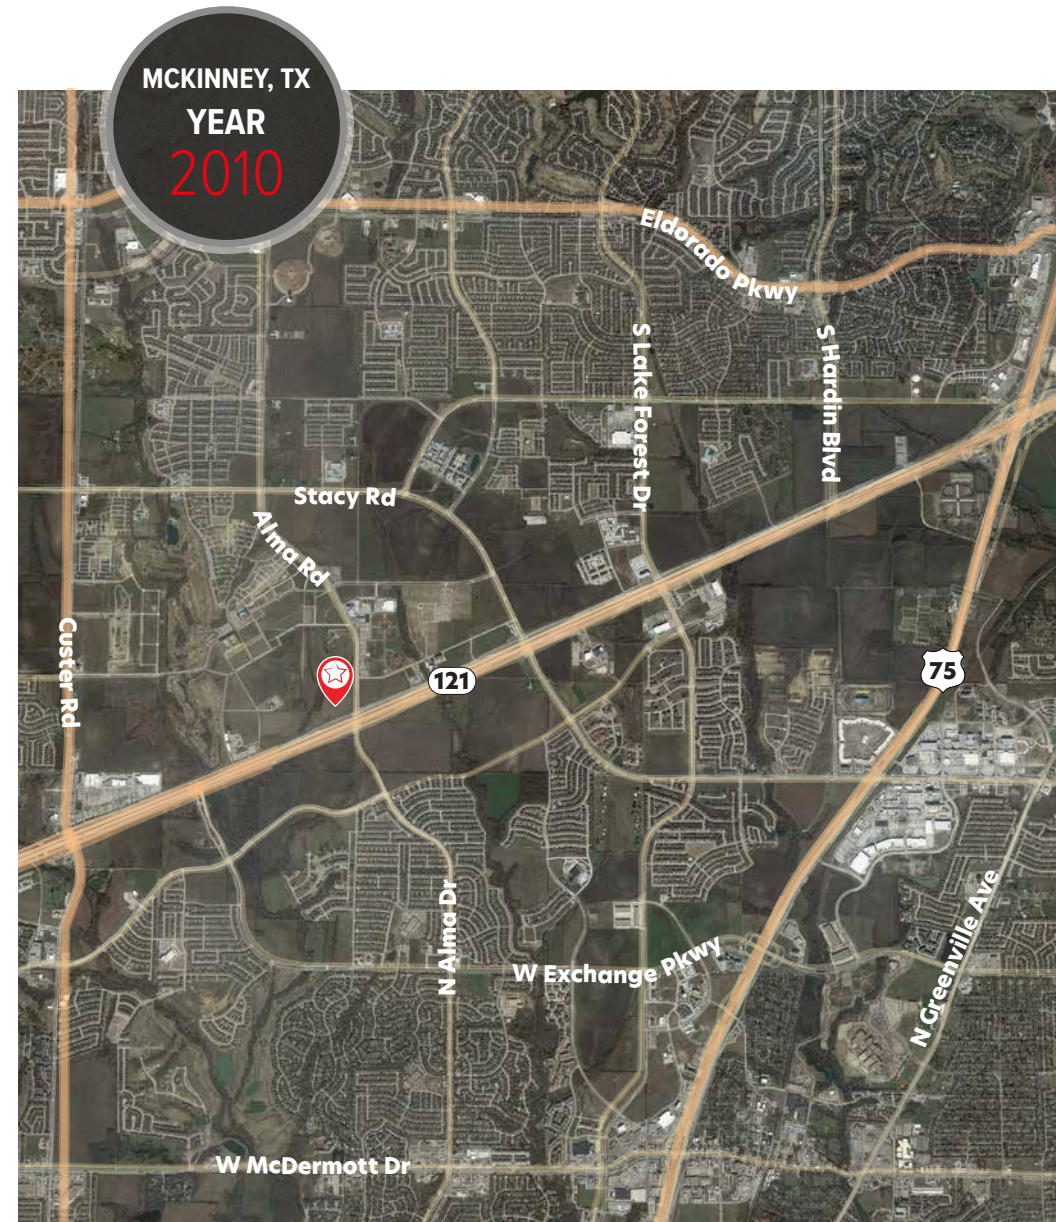 MCKINNEY, TX
YEAR
2010
Eldorado Pkwy
S Lake Forest Dr
S Hardin Blvd
Stacy Rd
Alma Rd
Custer Rd
121
75
N Alma Dr
W Exchange Pkwy
N Greenville Ave
W McDermott Dr